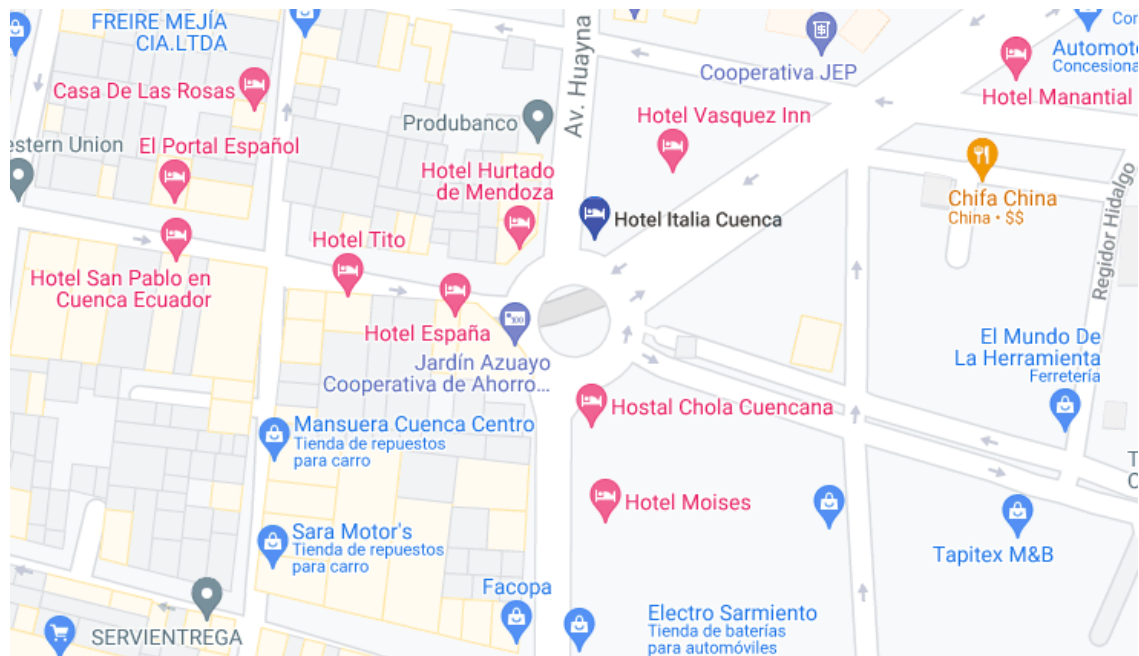 FREIRE MEJÍA
CIA.LTDA
Casa De Las Rosas
estern Union
El Portal Español
Hotel San Pablo en
Cuenca Ecuador
Hotel Tito
Hotel España
Jardín Azuayo
Cooperativa de Ahorro...
Produbanco
Hotel Hurtado
de Mendoza
Av. Huayna
Cooperativa JEP
Hotel Vasquez Inn
Hotel Italia Cuenca
Cor
Automot
Concesiona
Hotel Manantial
Chifa China
China • $$
Regidor Hidalgo
El Mundo De
La Herramienta
Ferretería
Hostal Chola Cuencana
Hotel Moises
Mansuera Cuenca Centro
Tienda de repuestos
para carro
Sara Motor's
Tienda de repuestos
para carro
SERVIENTREGA
Facopa
Electro Sarmiento
Tienda de baterías
para automóviles
Tapitex M&B
T
C